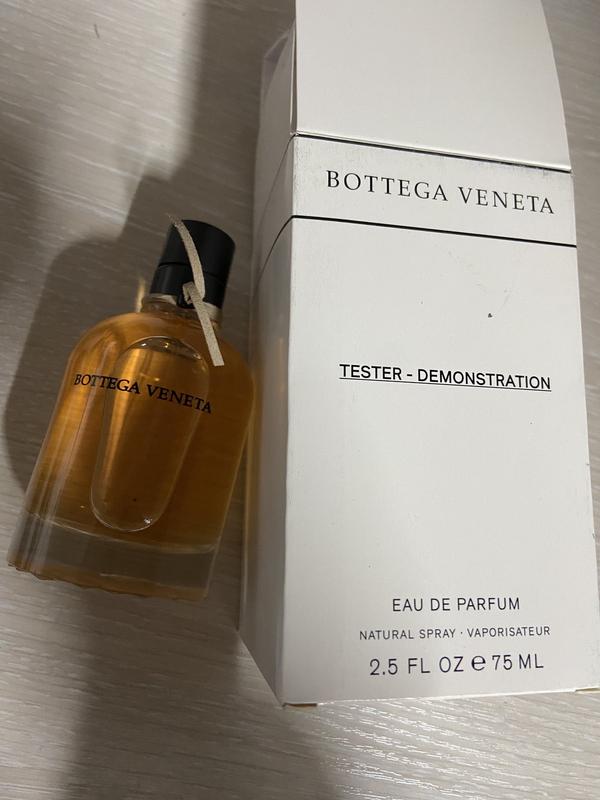 BOTTEGA VENETA
TESTER - DEMONSTRATION
EAU DE PARFUM
NATURAL SPRAY · VAPORISATEUR
2.5 FL OZ ℮ 75 ML
BOTTEGA VENETA